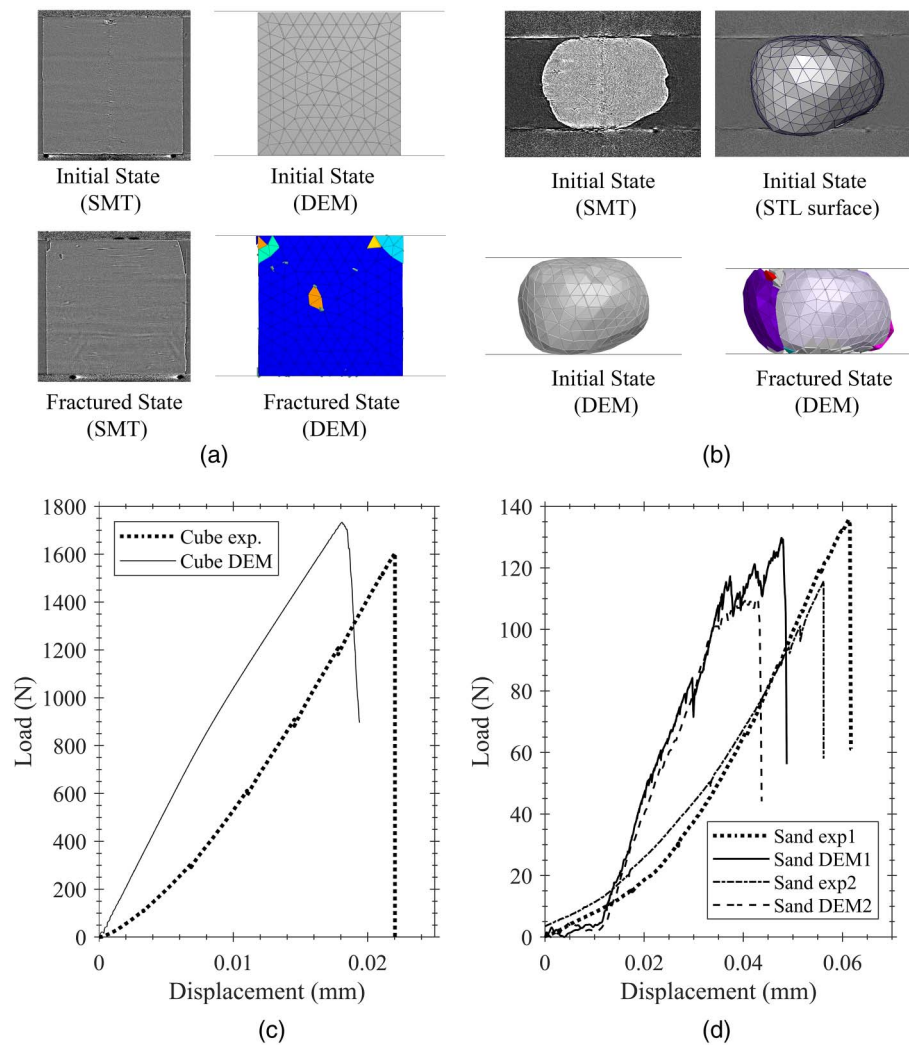 Initial State
(SMT)
Initial State
(DEM)
Initial State
(SMT)
Initial State
(STL surface)
Fractured State
(SMT)
Fractured State
(DEM)
Initial State
(DEM)
Fractured State
(DEM)
(a)
(b)
1800
1600
1400
1200
1000
800
600
400
200
0
Load (N)
Cube exp.
Cube DEM
0
0.01
0.02
Displacement (mm)
(c)
140
120
100
80
60
40
20
0
Load (N)
Sand exp1
Sand DEM1
Sand exp2
Sand DEM2
0
0.02
0.04
0.06
Displacement (mm)
(d)